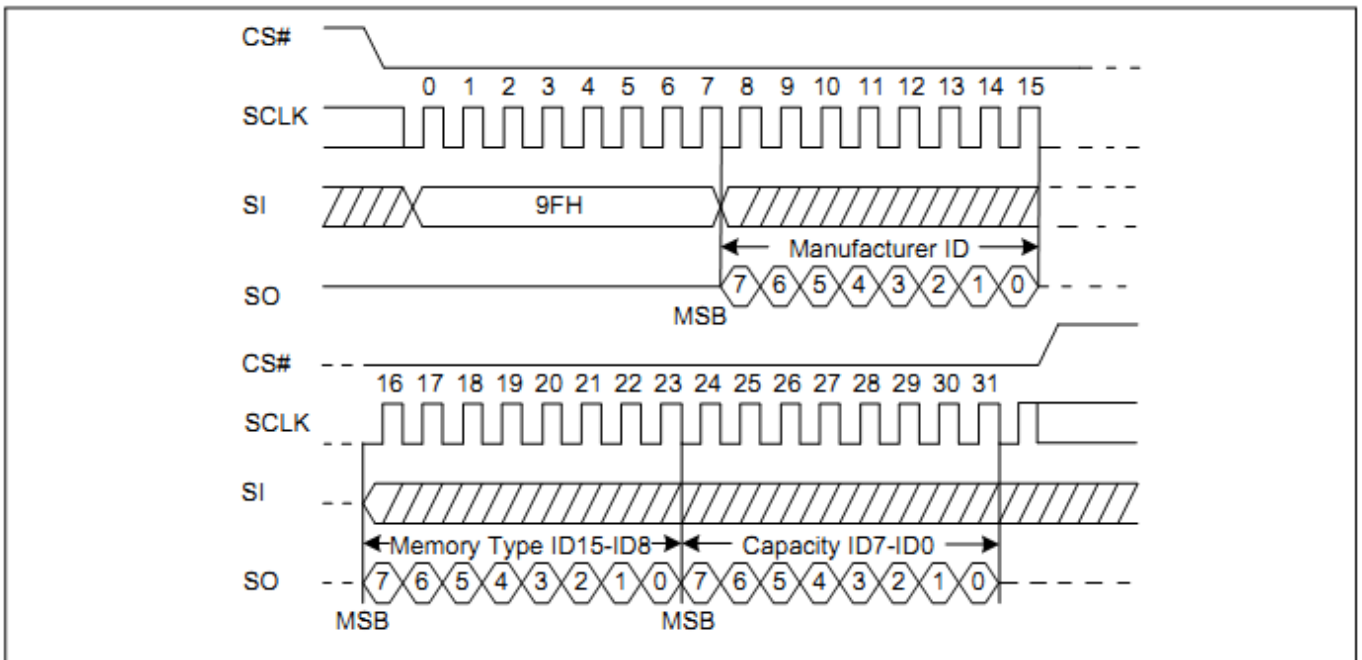 CS#
0 1 2 3 4 5 6 7 8 9 10 11 12 13 14 15
SCLK
SI 9FH
Manufacturer ID
SO 7 6 5 4 3 2 1 0
MSB
CS#
16 17 18 19 20 21 22 23 24 25 26 27 28 29 30 31
SCLK
SI
Memory Type ID15-ID8 Capacity ID7-ID0
SO 7 6 5 4 3 2 1 0 7 6 5 4 3 2 1 0
MSB MSB